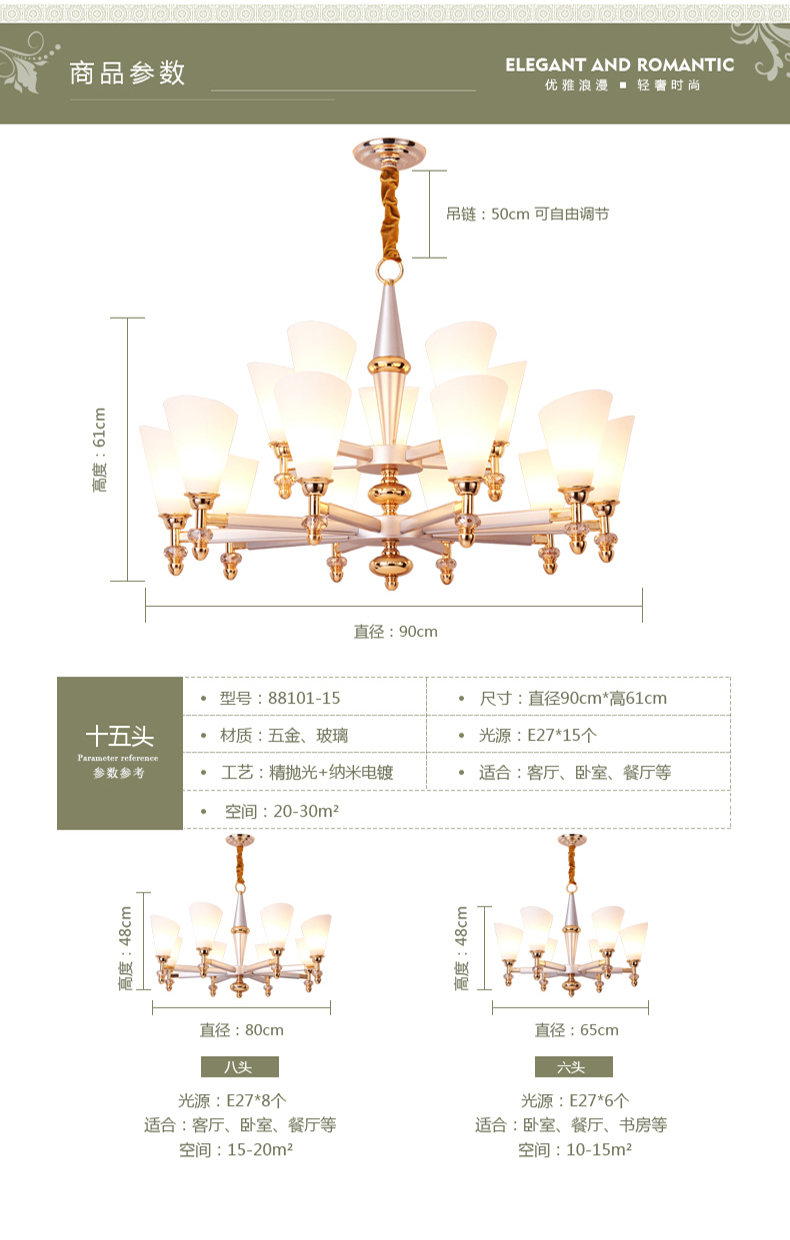 商品参数
ELEGANT AND ROMANTIC
优雅浪漫 ■ 轻奢时尚
吊链：50cm 可自由调节
高度：61cm
直径：90cm
十五头
Parameter reference
参数参考
• 型号：88101-15
• 尺寸：直径90cm*高61cm
• 材质：五金、玻璃
• 光源：E27*15个
• 工艺：精抛光+纳米电镀
• 适合：客厅、卧室、餐厅等
• 空间：20-30m²
高度：48cm
直径：80cm
八头
光源：E27*8个
适合：客厅、卧室、餐厅等
空间：15-20m²
高度：48cm
直径：65cm
六头
光源：E27*6个
适合：卧室、餐厅、书房等
空间：10-15m²